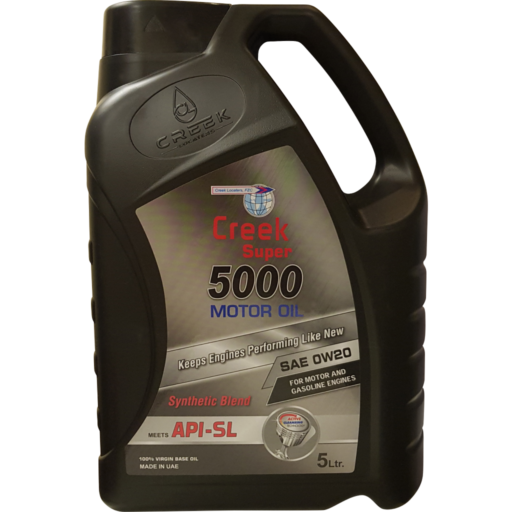 CREEK
Creek
Super
5000
MOTOR OIL
Keeps Engines Performing Like New
SAE 0W20
FOR MOTOR AND
GASOLINE ENGINES
Synthetic Blend
MEETS API-SL
100% VIRGIN BASE OIL
MADE IN UAE
5Ltr.